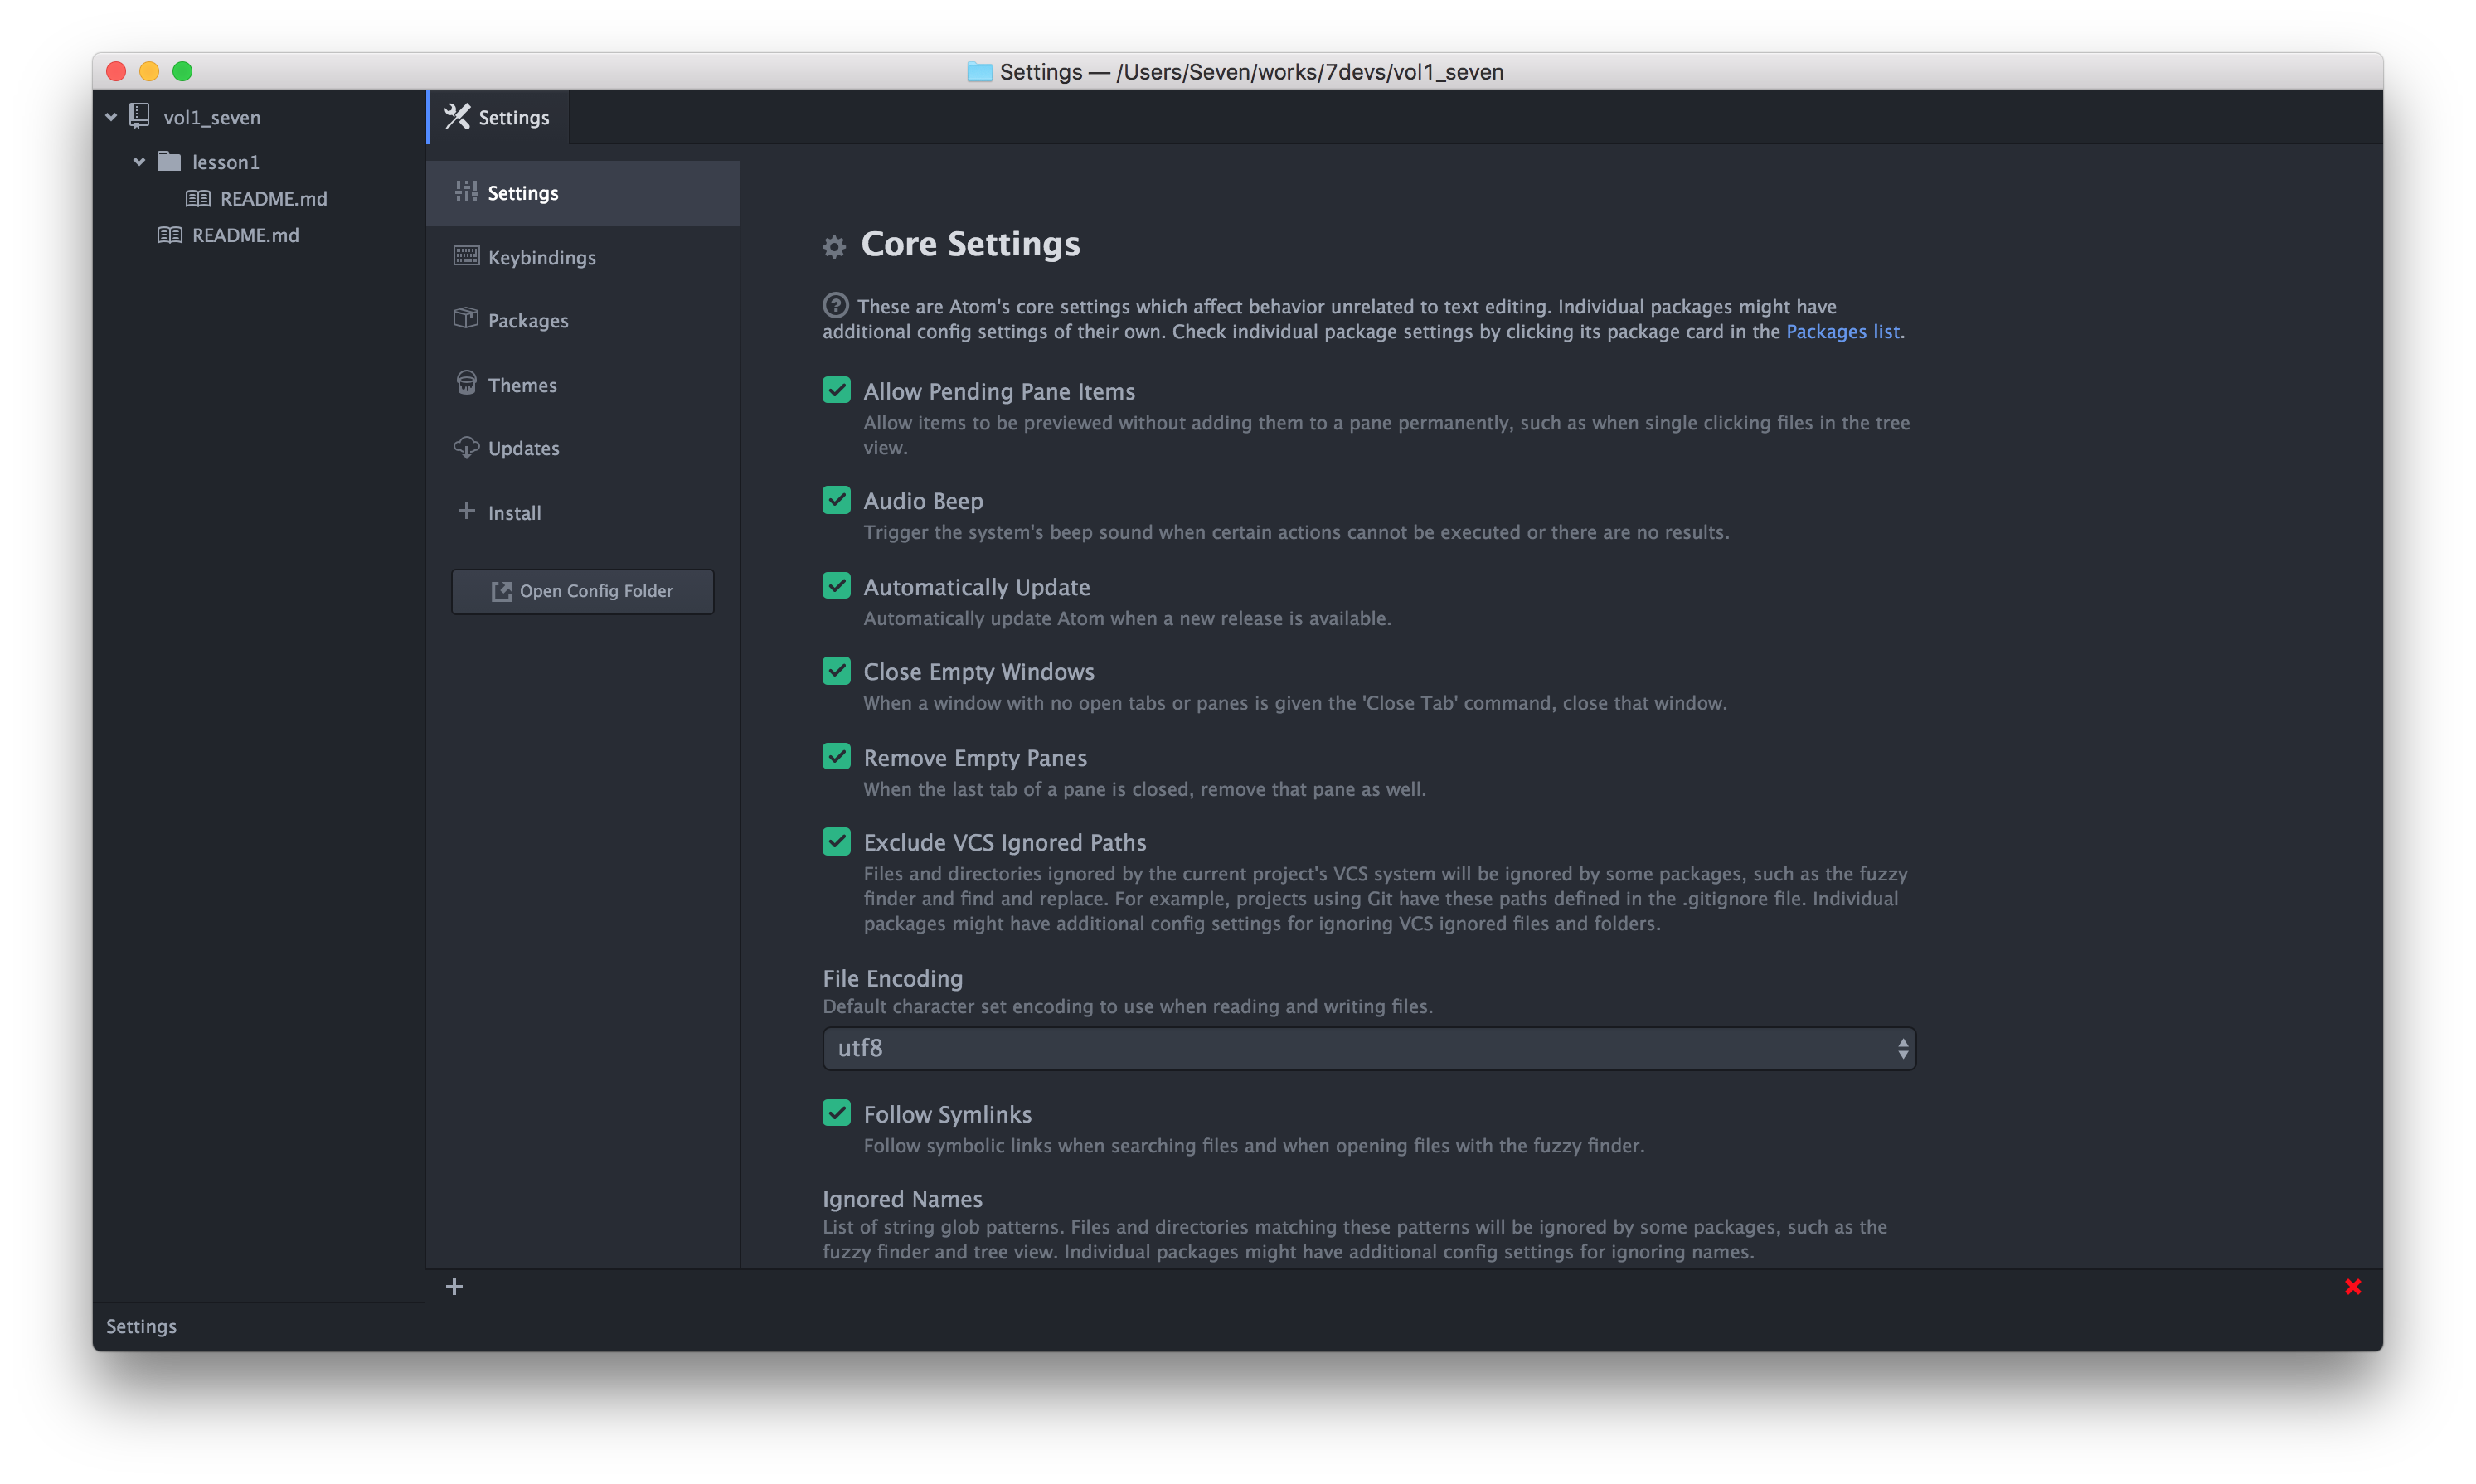 Settings — /Users/Seven/works/7devs/vol1_seven
vol1_seven
lesson1
README.md
README.md
Settings
Settings
Keybindings
Packages
Themes
Updates
Install
Open Config Folder
Core Settings
These are Atom's core settings which affect behavior unrelated to text editing. Individual packages might have
additional config settings of their own. Check individual package settings by clicking its package card in the Packages list.
Allow Pending Pane Items
Allow items to be previewed without adding them to a pane permanently, such as when single clicking files in the tree
view.
Audio Beep
Trigger the system's beep sound when certain actions cannot be executed or there are no results.
Automatically Update
Automatically update Atom when a new release is available.
Close Empty Windows
When a window with no open tabs or panes is given the 'Close Tab' command, close that window.
Remove Empty Panes
When the last tab of a pane is closed, remove that pane as well.
Exclude VCS Ignored Paths
Files and directories ignored by the current project's VCS system will be ignored by some packages, such as the fuzzy
finder and find and replace. For example, projects using Git have these paths defined in the .gitignore file. Individual
packages might have additional config settings for ignoring VCS ignored files and folders.
File Encoding
Default character set encoding to use when reading and writing files.
utf8
Follow Symlinks
Follow symbolic links when searching files and when opening files with the fuzzy finder.
Ignored Names
List of string glob patterns. Files and directories matching these patterns will be ignored by some packages, such as the
fuzzy finder and tree view. Individual packages might have additional config settings for ignoring names.
Settings